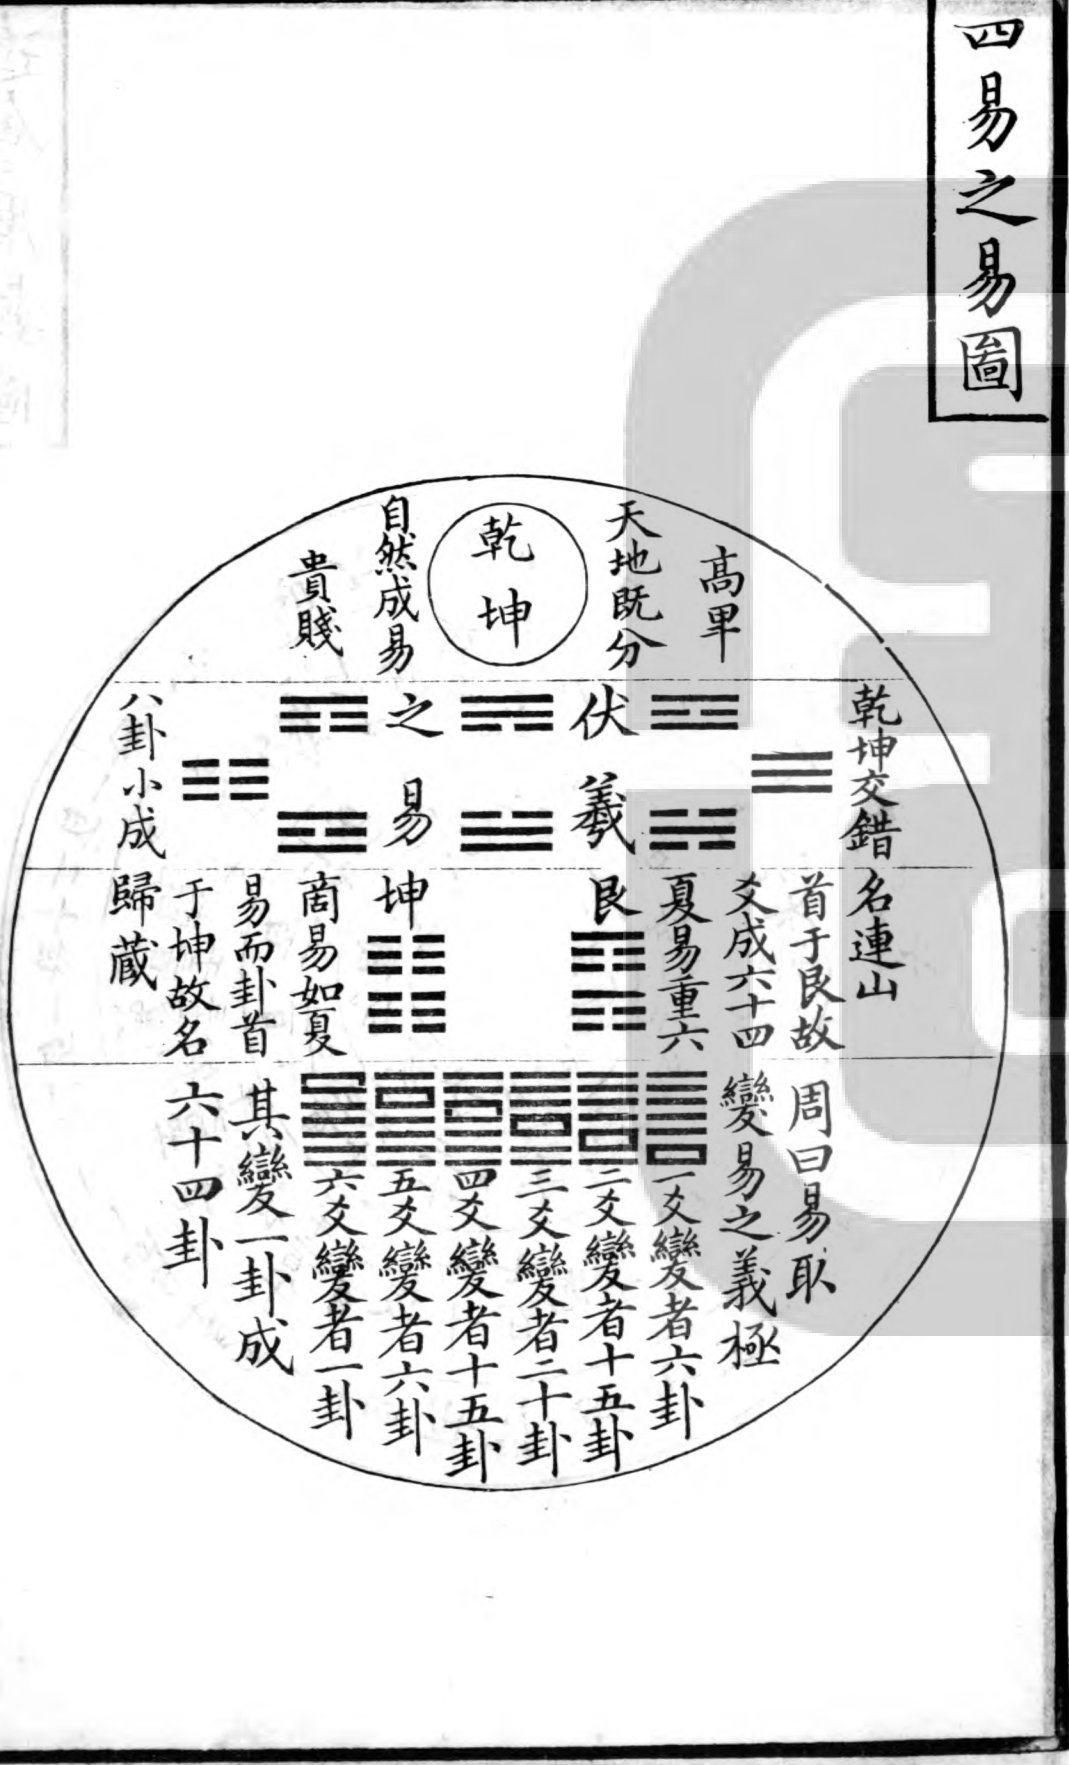 四易之易啚
高卑
天地既分
乾坤
自然成易
貴賤
乾坤交錯
伏羲
之易
八卦小成
名連山
首于艮故
爻成六十四
夏易重六
艮
坤
商易如夏
易而卦首
于坤故名
歸藏
周曰易取
變易之義極
一爻變者六卦
二爻變者十五卦
三爻變者二十卦
四爻變者十五卦
五爻變者六卦
六爻變者一卦
其變一卦成
六十四卦